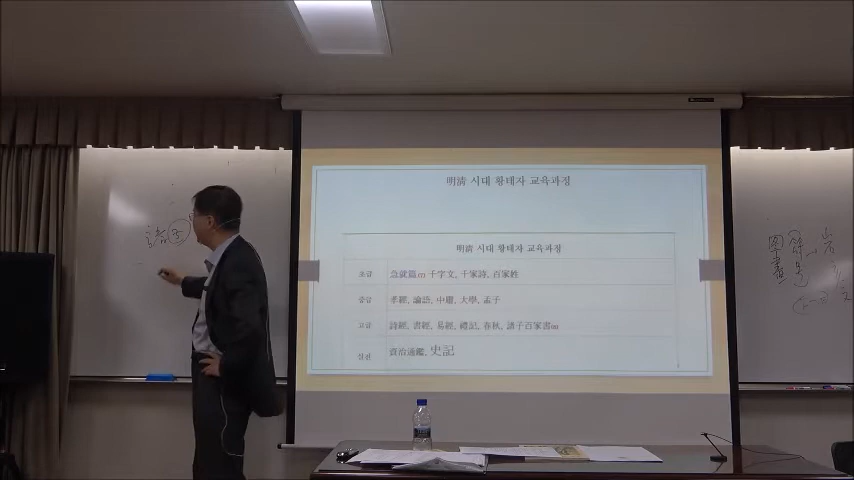 明淸 시대 황태자 교육과정
明淸 시대 황태자 교육과정
초급 急就篇 千字文, 千家詩, 百家姓
중급 孝經, 論語, 中庸, 大學, 孟子
고급 詩經, 書經, 易經, 禮記, 春秋, 諸子百家書
資治通鑑, 史記
諸
圖書